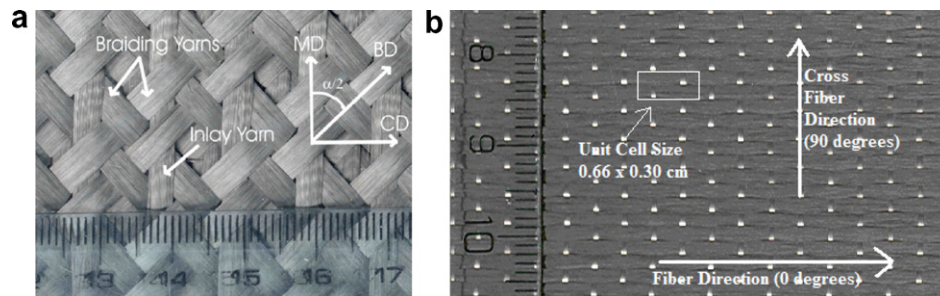 a
Braiding Yarns
MD
BD
α/2
CD
Inlay Yarn
13 14 15 16 17
b
8
9
10
Cross
Fiber
Direction
(90 degrees)
Unit Cell Size
0.66 x 0.30 cm
Fiber Direction (0 degrees)